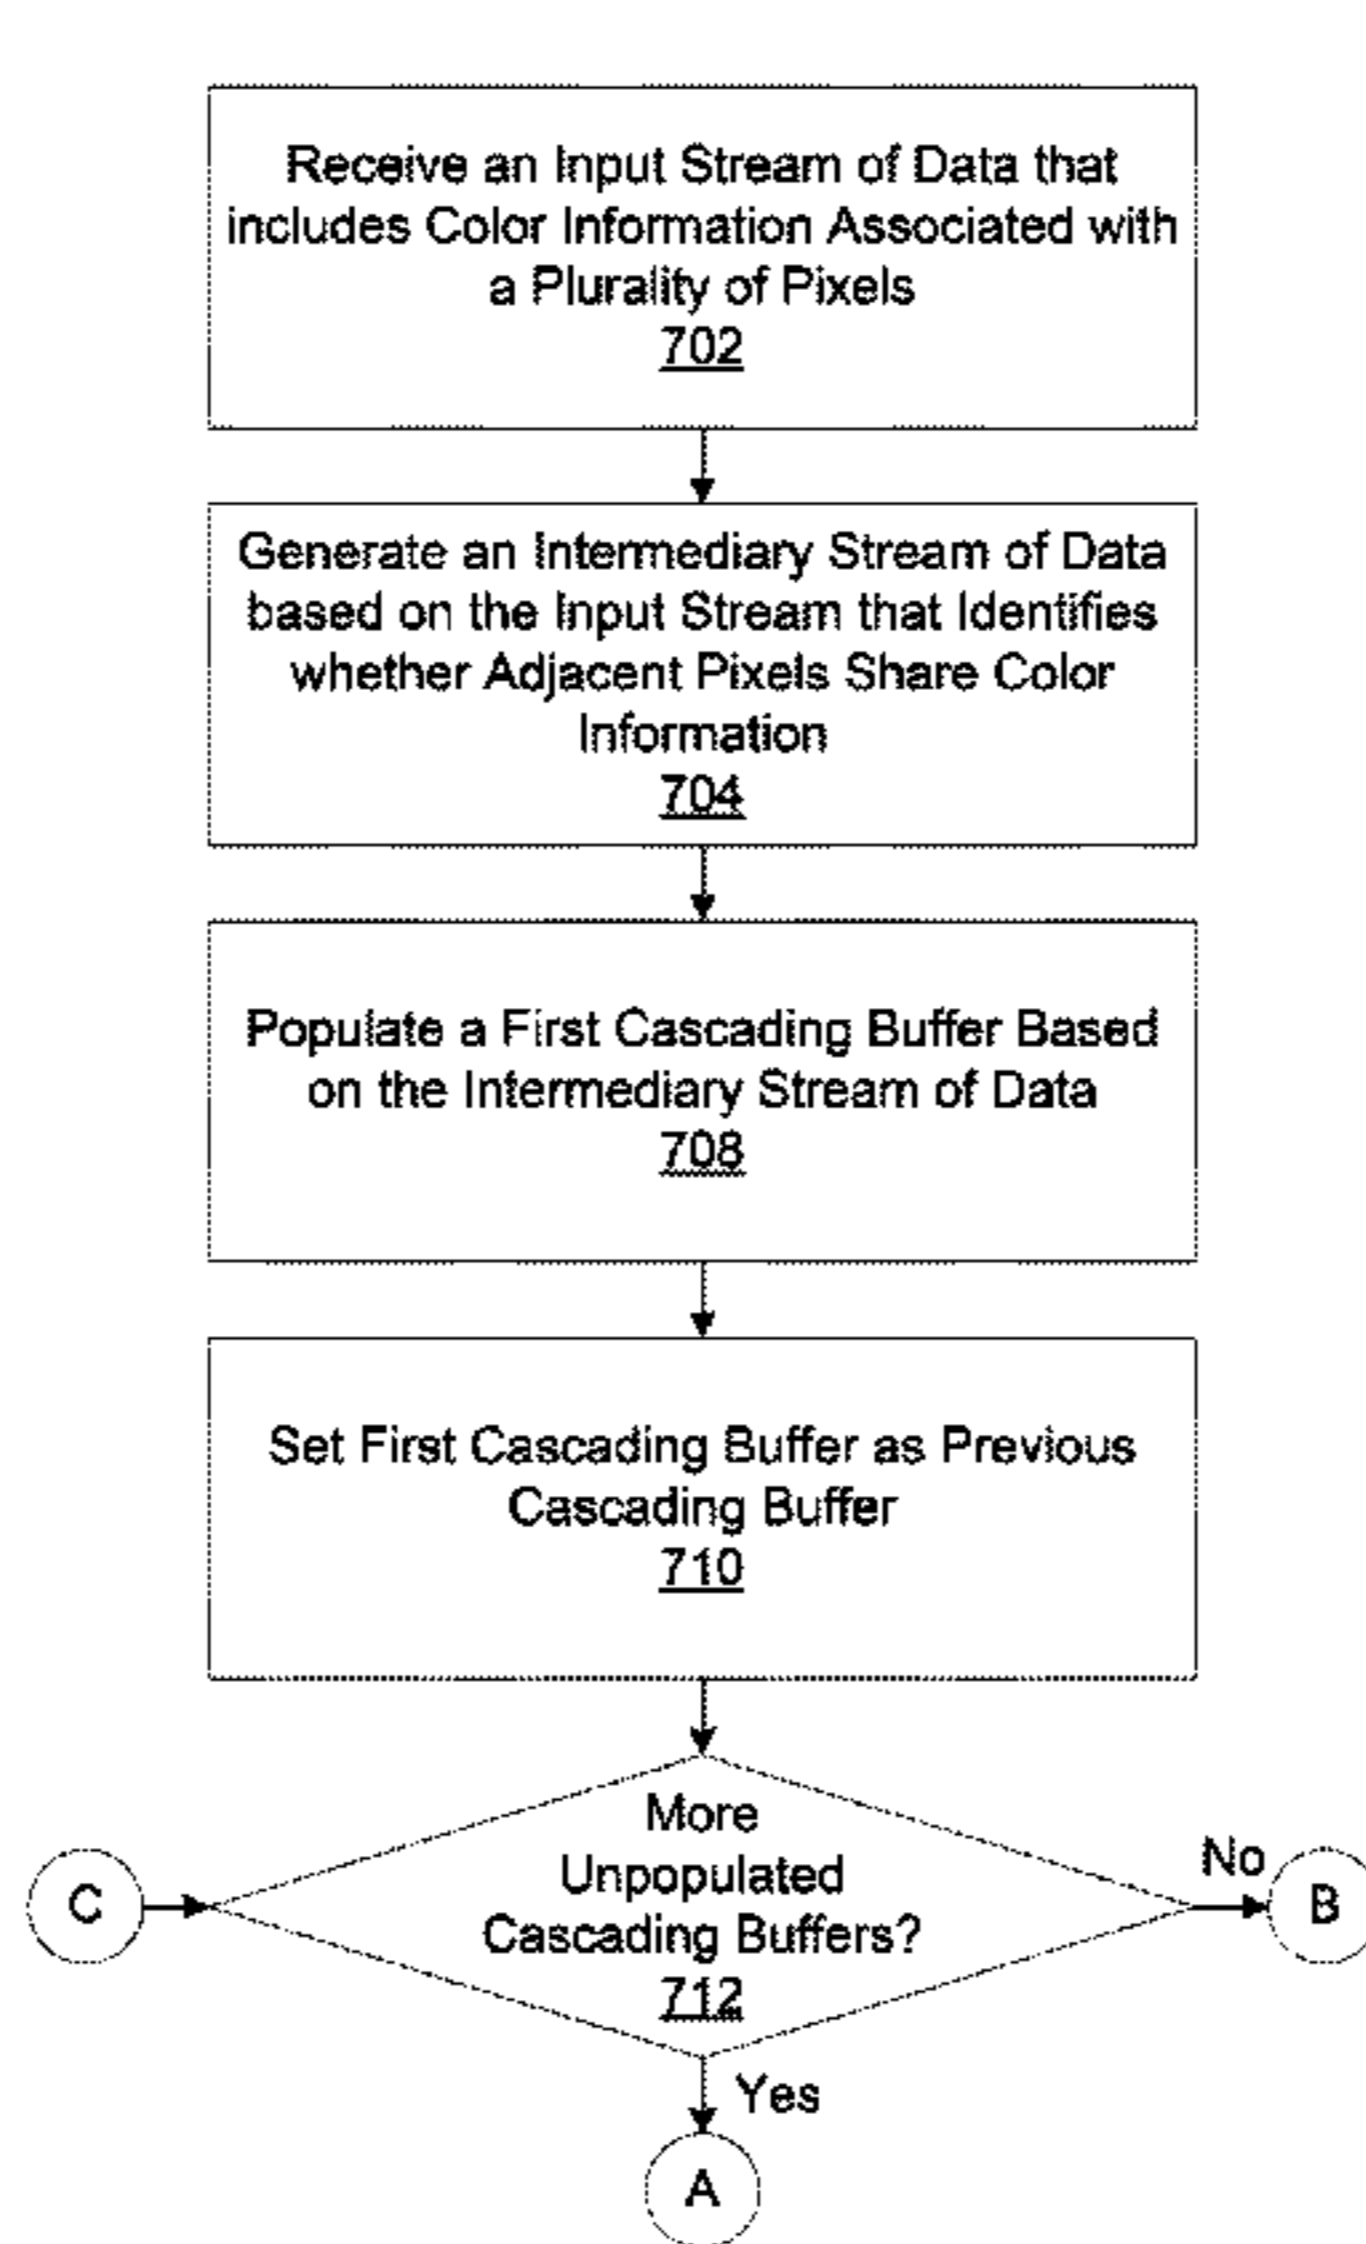 Receive an Input Stream of Data that
includes Color Information Associated with
a Plurality of Pixels
702
Generate an Intermediary Stream of Data
based on the Input Stream that Identifies
whether Adjacent Pixels Share Color
Information
704
Populate a First Cascading Buffer Based
on the Intermediary Stream of Data
708
Set First Cascading Buffer as Previous
Cascading Buffer
710
More
Unpopulated
Cascading Buffers?
712
C
No
B
Yes
A